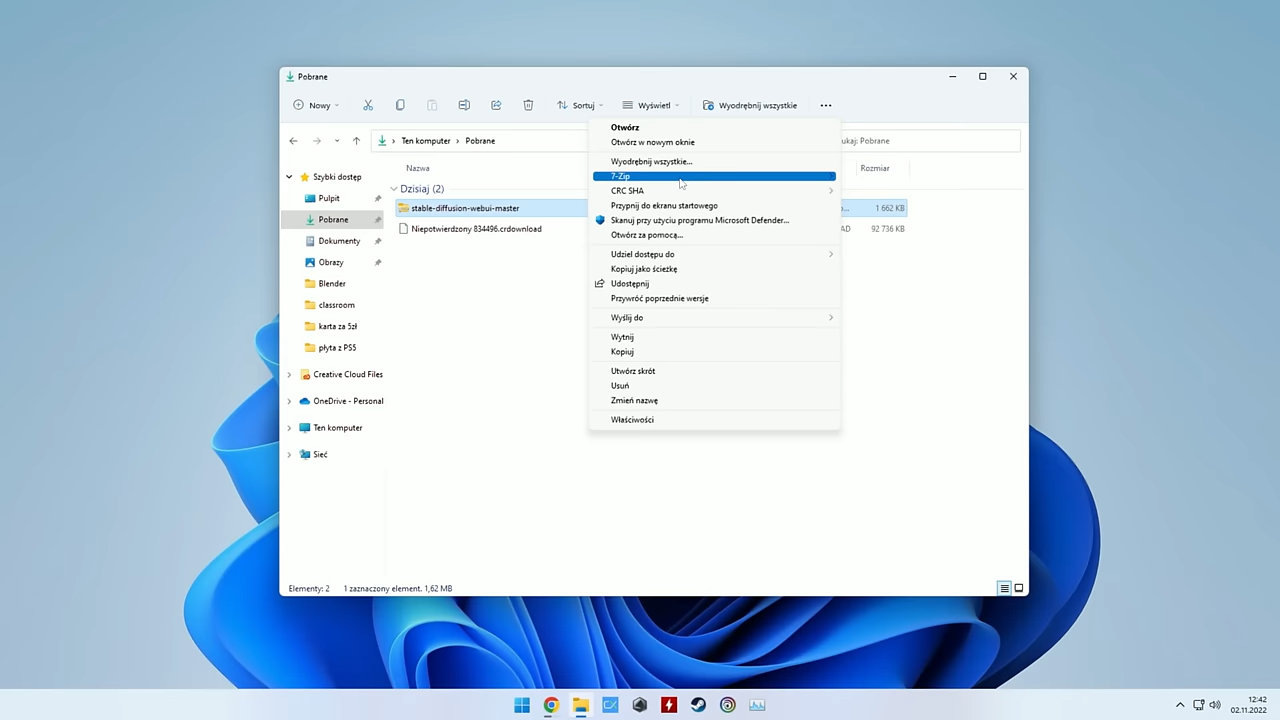 Pobrane
Nowy
Sortuj
Wyświetl
Wyodrębnij wszystkie
Ten komputer
Pobrane
ukaj: Pobrane
Nazwa
Rozmiar
Szybki dostęp
Pulpit
Pobrane
Dokumenty
Obrazy
Blender
classroom
karta za 5zł
płyta z PS5
Creative Cloud Files
OneDrive - Personal
Ten komputer
Sieć
Dzisiaj (2)
stable-diffusion-webui-master
1 662 KB
Niepotwierdzony 834496.crdownload
AD
92 736 KB
Otwórz
Otwórz w nowym oknie
Wyodrębnij wszystkie...
7-Zip
CRC SHA
Przypnij do ekranu startowego
Skanuj przy użyciu programu Microsoft Defender...
Otwórz za pomocą...
Udziel dostępu do
Kopiuj jako ścieżkę
Udostępnij
Przywróć poprzednie wersje
Wyślij do
Wytnij
Kopiuj
Utwórz skrót
Usuń
Zmień nazwę
Właściwości
Elementy: 2
1 zaznaczony element. 1,62 MB
12:42
02.11.2022